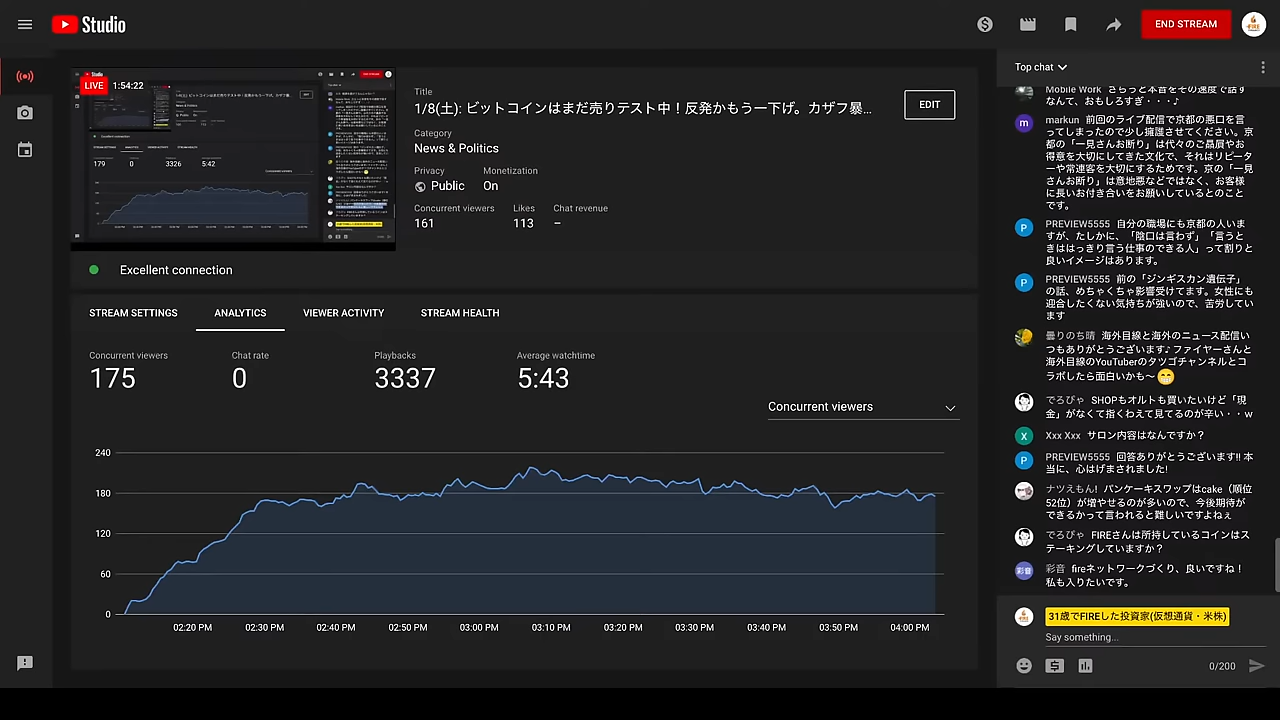 Studio
END STREAM
LIVE 1:54:22
Title
1/8(土): ビットコインはまだ売りテスト中！反発かもう一下げ。カザフ暴...
EDIT
Category
News & Politics
Privacy
Monetization
Public
On
Concurrent viewers
Likes
Chat revenue
161
113
–
Excellent connection
STREAM SETTINGS
ANALYTICS
VIEWER ACTIVITY
STREAM HEALTH
Concurrent viewers
Chat rate
Playbacks
Average watchtime
175
0
3337
5:43
Concurrent viewers
240
180
120
60
0
02:20 PM
02:30 PM
02:40 PM
02:50 PM
03:00 PM
03:10 PM
03:20 PM
03:30 PM
03:40 PM
03:50 PM
04:00 PM
Top chat
んおもしろすぎ・・・♪
markun 前回のライブ配信で京都の悪口を言
ってしまったので少し擁護させてください。京
都の「一見さんお断り」は代々のご贔屓やお
得意を大切にしてきた文化で、それはリピータ
ーや常連客を大切にするためです。京の「一見
さんお断り」は意地悪などではなく、お客様
に長いお付き合いをお願いしているとのこと
です。
PREVIEW5555 自分の職場にも京都の人いま
すが、たしかに、「陰口は言わず」「言うと
きははっきり言う仕事のできる人」って割りと
良いイメージはあります。
PREVIEW5555 前の「ジンギスカン遺伝子」
の話、めちゃくちゃ影響受けてます。女性にも
迎合したくない気持ちが強いので、苦労してい
ます
曇りのち晴 海外目線と海外のニュース配信い
つもありがとうございます♪ファイヤーさんと
海外目線のYouTuberのタツゴチャンネルとコ
ラボしたら面白いかも〜😁
でろぴゃ SHOPもオルトも買いたいけど「現
金」がなくて指くわえて見てるのが辛い・・ｗ
Xxx Xxx サロン内容はなんですか？
PREVIEW5555 回答ありがとうございます!! 本
当に、心はげまされました!
ナツえもん! パンケーキスワップはcake（順位
52位）が増やせるのが多いので、今後期待が
できるかって言われると難しいですよねぇ
でろぴゃ FIREさんは所持しているコインはス
テーキングしていますか？
彩音 fireネットワークづくり、良いですね！
私も入りたいです。
31歳でFIREした投資家(仮想通貨・米株)
Say something...
0/200